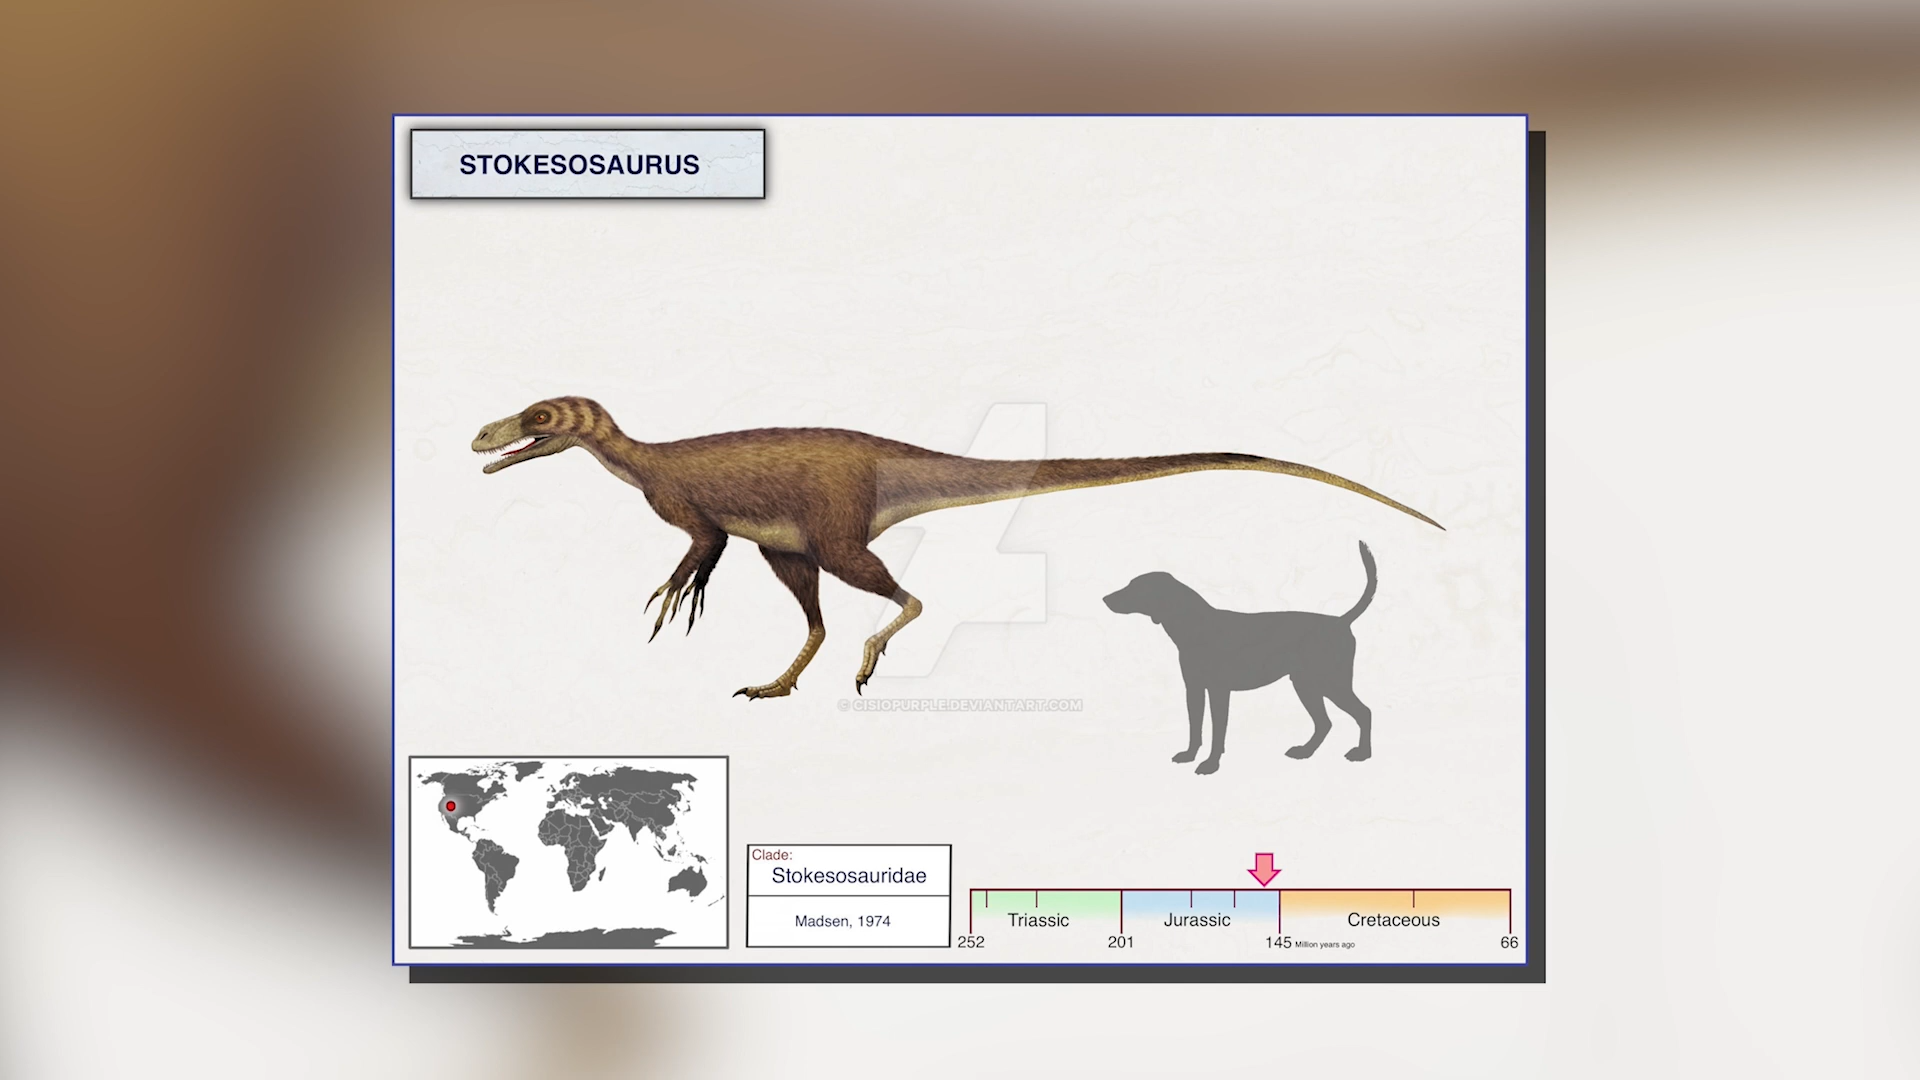 STOKESOSAURUS
© CISIOPURPLE.DEVIANTART.COM
Clade:
Stokesosauridae
Madsen, 1974
Triassic Jurassic Cretaceous
252 201 145 Million years ago 66